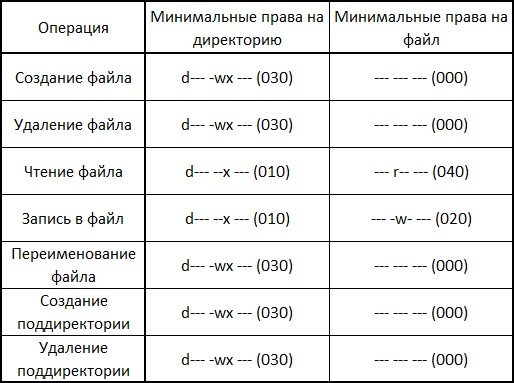 Операция
Минимальные права на
директорию
Минимальные права на
файл
Создание файла
d--- -wx --- (030)
--- --- --- (000)
Удаление файла
d--- -wx --- (030)
--- --- --- (000)
Чтение файла
d--- --x --- (010)
--- r-- --- (040)
Запись в файл
d--- --x --- (010)
--- -w- --- (020)
Переименование
файла
d--- -wx --- (030)
--- --- --- (000)
Создание
поддиректории
d--- -wx --- (030)
--- --- --- (000)
Удаление
поддиректории
d--- -wx --- (030)
--- --- --- (000)